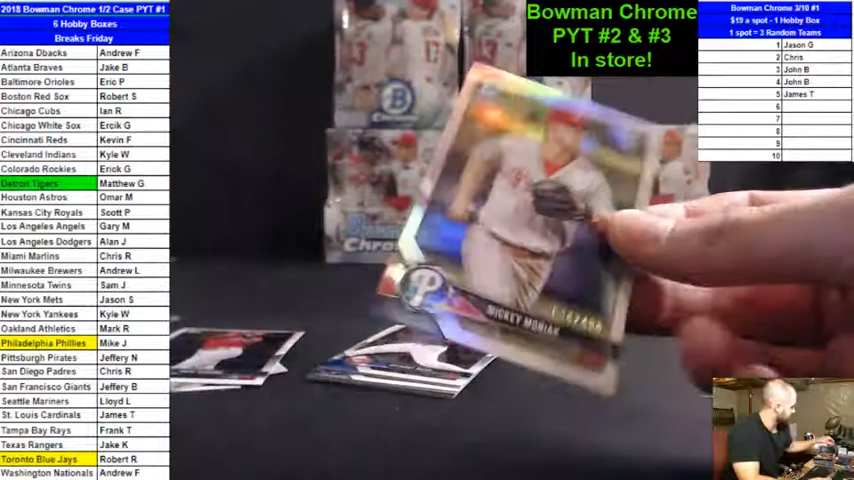 2018 Bowman Chrome 1/2 Case PYT #1
6 Hobby Boxes
Breaks Friday
Arizona Dbacks Andrew F
Atlanta Braves Jake B
Baltimore Orioles Eric P
Boston Red Sox Robert S
Chicago Cubs Ian R
Chicago White Sox Ercik G
Cincinnati Reds Kevin F
Cleveland Indians Kyle W
Colorado Rockies Erick G
Detroit Tigers Matthew G
Houston Astros Omar M
Kansas City Royals Scott P
Los Angeles Angels Gary M
Los Angeles Dodgers Alan J
Miami Marlins Chris R
Milwaukee Brewers Andrew L
Minnesota Twins Sam J
New York Mets Jason S
New York Yankees Kyle W
Oakland Athletics Mark R
Philadelphia Phillies Mike J
Pittsburgh Pirates Jeffery N
San Diego Padres Chris R
San Francisco Giants Jeffery B
Seattle Mariners Lloyd L
St. Louis Cardinals James T
Tampa Bay Rays Frank T
Texas Rangers Jake K
Toronto Blue Jays Robert R
Washington Nationals Andrew F
Bowman Chrome
PYT #2 & #3
In store!
Bowman Chrome 3/10 #1
$19 a spot - 1 Hobby Box
1 spot = 3 Random Teams
1 Jason G
2 Chris
3 John B
4 John B
5 James T
6
7
8
9
10
P
MICKEY MONIAK